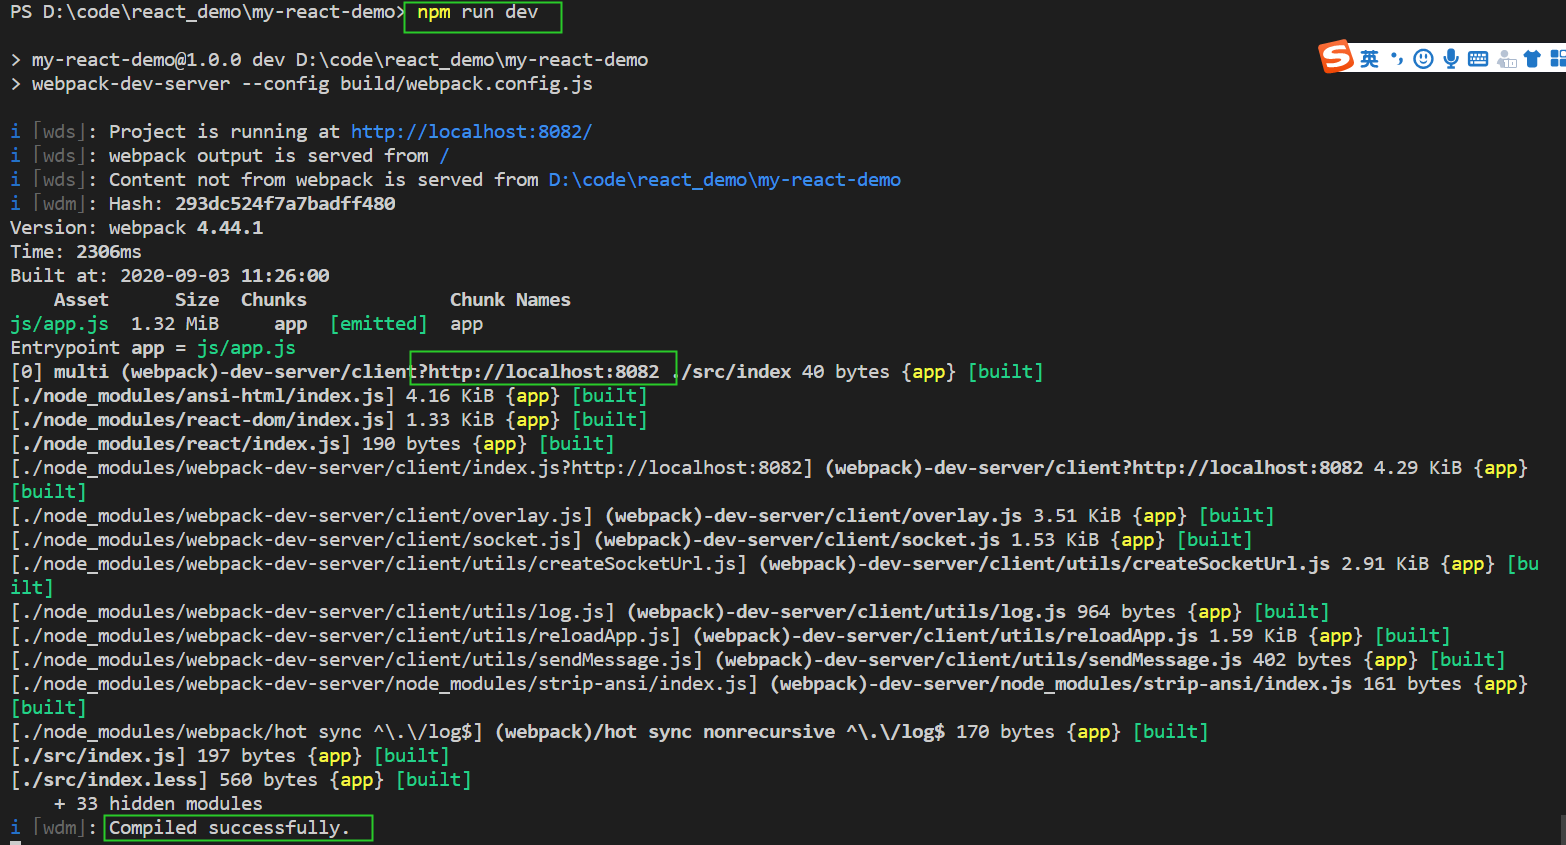 PS D:\code\react_demo\my-react-demo> npm run dev
> my-react-demo@1.0.0 dev D:\code\react_demo\my-react-demo
> webpack-dev-server --config build/webpack.config.js
i ｢wds｣: Project is running at http://localhost:8082/
i ｢wds｣: webpack output is served from /
i ｢wds｣: Content not from webpack is served from D:\code\react_demo\my-react-demo
i ｢wdm｣: Hash: 293dc524f7a7badff480
Version: webpack 4.44.1
Time: 2306ms
Built at: 2020-09-03 11:26:00
Asset Size Chunks Chunk Names
js/app.js 1.32 MiB app [emitted] app
Entrypoint app = js/app.js
[0] multi (webpack)-dev-server/client?http://localhost:8082 ./src/index 40 bytes {app} [built]
[./node_modules/ansi-html/index.js] 4.16 KiB {app} [built]
[./node_modules/react-dom/index.js] 1.33 KiB {app} [built]
[./node_modules/react/index.js] 190 bytes {app} [built]
[./node_modules/webpack-dev-server/client/index.js?http://localhost:8082] (webpack)-dev-server/client?http://localhost:8082 4.29 KiB {app}
[built]
[./node_modules/webpack-dev-server/client/overlay.js] (webpack)-dev-server/client/overlay.js 3.51 KiB {app} [built]
[./node_modules/webpack-dev-server/client/socket.js] (webpack)-dev-server/client/socket.js 1.53 KiB {app} [built]
[./node_modules/webpack-dev-server/client/utils/createSocketUrl.js] (webpack)-dev-server/client/utils/createSocketUrl.js 2.91 KiB {app} [bu
ilt]
[./node_modules/webpack-dev-server/client/utils/log.js] (webpack)-dev-server/client/utils/log.js 964 bytes {app} [built]
[./node_modules/webpack-dev-server/client/utils/reloadApp.js] (webpack)-dev-server/client/utils/reloadApp.js 1.59 KiB {app} [built]
[./node_modules/webpack-dev-server/client/utils/sendMessage.js] (webpack)-dev-server/client/utils/sendMessage.js 402 bytes {app} [built]
[./node_modules/webpack-dev-server/node_modules/strip-ansi/index.js] (webpack)-dev-server/node_modules/strip-ansi/index.js 161 bytes {app}
[built]
[./node_modules/webpack/hot sync ^\.\/log$] (webpack)/hot sync nonrecursive ^\.\/log$ 170 bytes {app} [built]
[./src/index.js] 197 bytes {app} [built]
[./src/index.less] 560 bytes {app} [built]
+ 33 hidden modules
i ｢wdm｣: Compiled successfully.
S 英